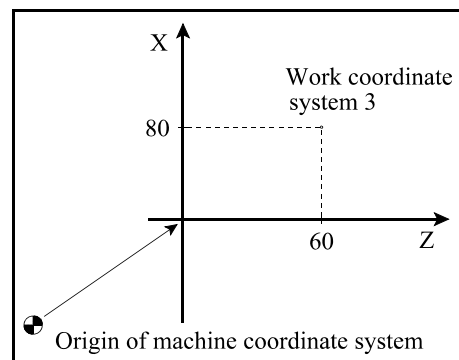 X
Work coordinate
system 3
80
60
Z
Origin of machine coordinate system